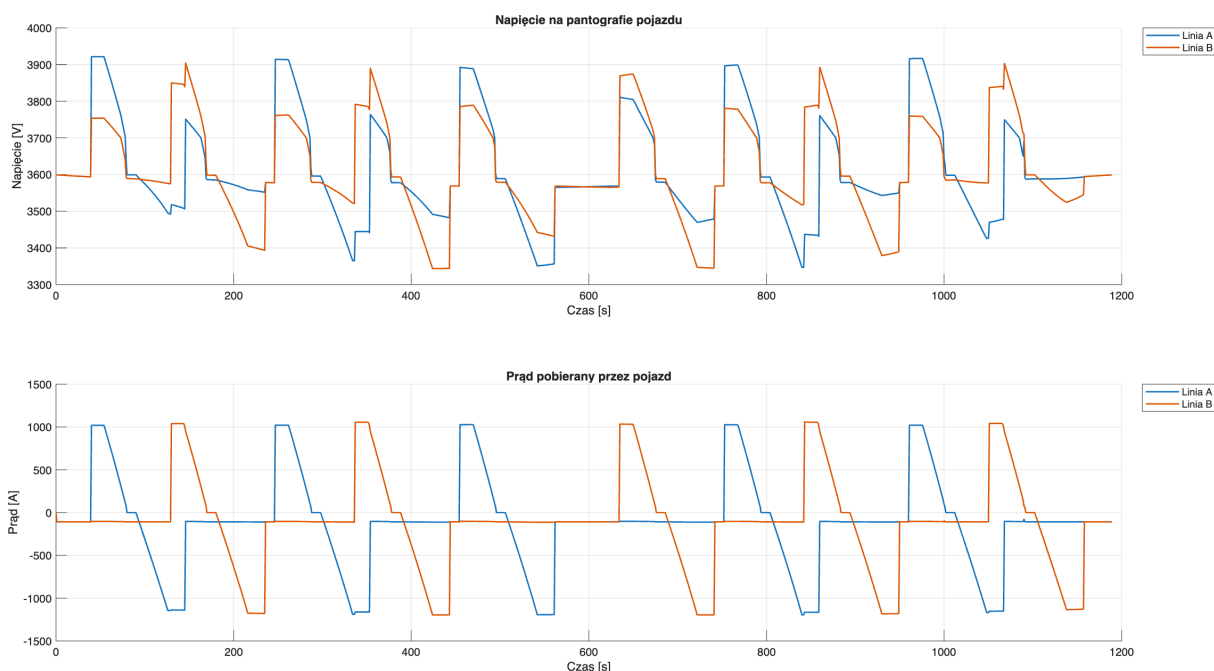 Napięcie na pantografie pojazdu
4000
3900
3800
3700
3600
3500
3400
3300
Napięcie [V]
0 200 400 600 800 1000 1200
Czas [s]
Linia A
Linia B
Prąd pobierany przez pojazd
1500
1000
500
0
-500
-1000
-1500
Prąd [A]
0 200 400 600 800 1000 1200
Czas [s]
Linia A
Linia B